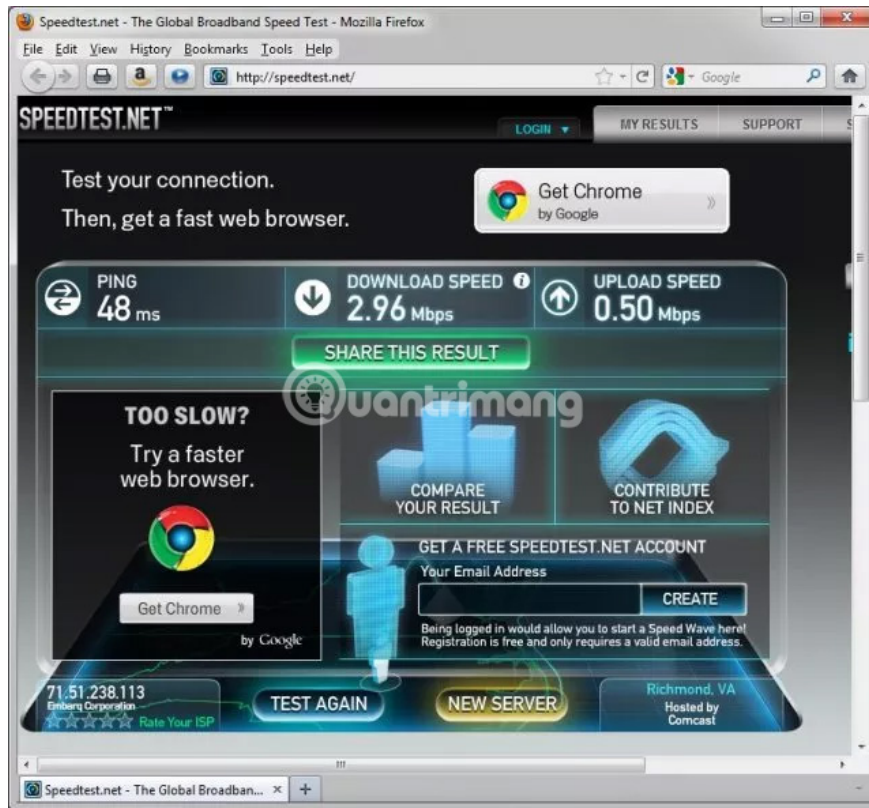 Speedtest.net - The Global Broadband Speed Test - Mozilla Firefox
File Edit View History Bookmarks Tools Help
http://speedtest.net/
Google
SPEEDTEST.NET™
LOGIN
MY RESULTS
SUPPORT
Test your connection.
Then, get a fast web browser.
Get Chrome
by Google
PING
48 ms
DOWNLOAD SPEED
2.96 Mbps
UPLOAD SPEED
0.50 Mbps
SHARE THIS RESULT
Quantrimang
TOO SLOW?
Try a faster
web browser.
Get Chrome
by Google
COMPARE
YOUR RESULT
CONTRIBUTE
TO NET INDEX
GET A FREE SPEEDTEST.NET ACCOUNT
Your Email Address
CREATE
Being logged in would allow you to start a Speed Wave here!
Registration is free and only requires a valid email address.
71.51.238.113
Embarq Corporation
Rate Your ISP
TEST AGAIN
NEW SERVER
Richmond, VA
Hosted by
Comcast
Speedtest.net - The Global Broadban...